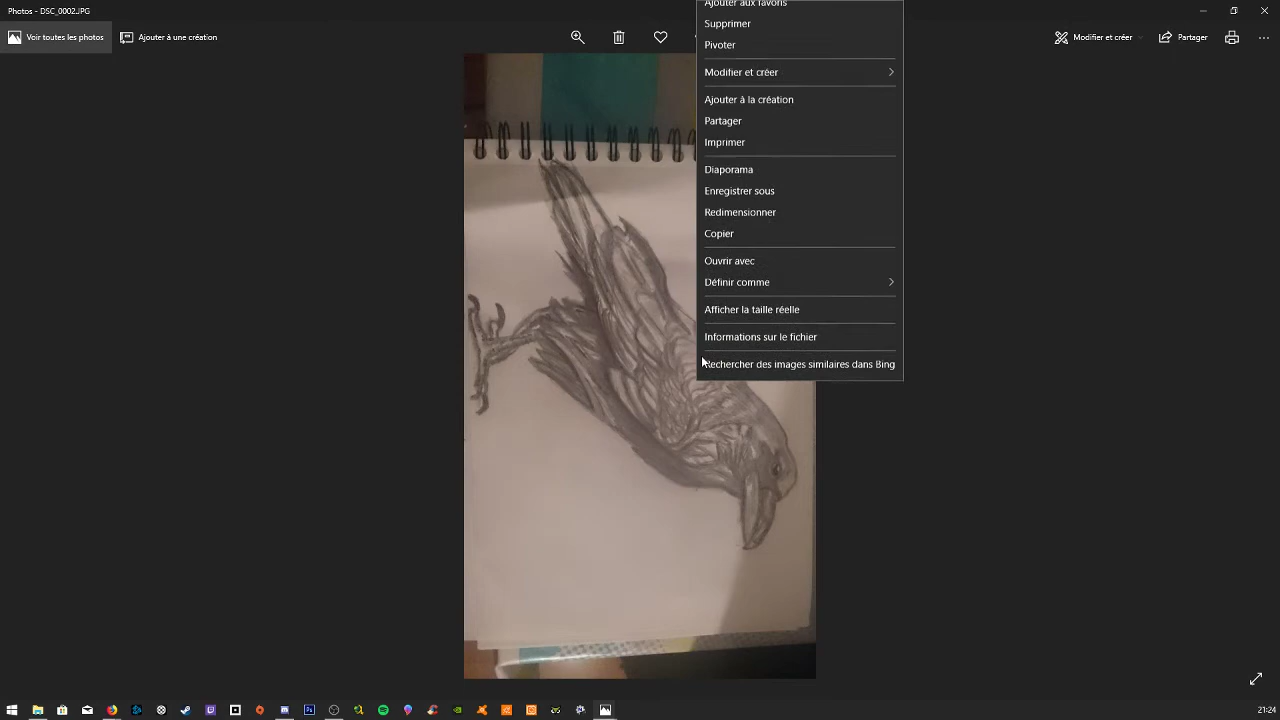 Photos - DSC_0002.JPG
Voir toutes les photos
Ajouter à une création
Modifier et créer
Partager
Ajouter aux favoris
Supprimer
Pivoter
Modifier et créer
Ajouter à la création
Partager
Imprimer
Diaporama
Enregistrer sous
Redimensionner
Copier
Ouvrir avec
Définir comme
Afficher la taille réelle
Informations sur le fichier
Rechercher des images similaires dans Bing
21:24